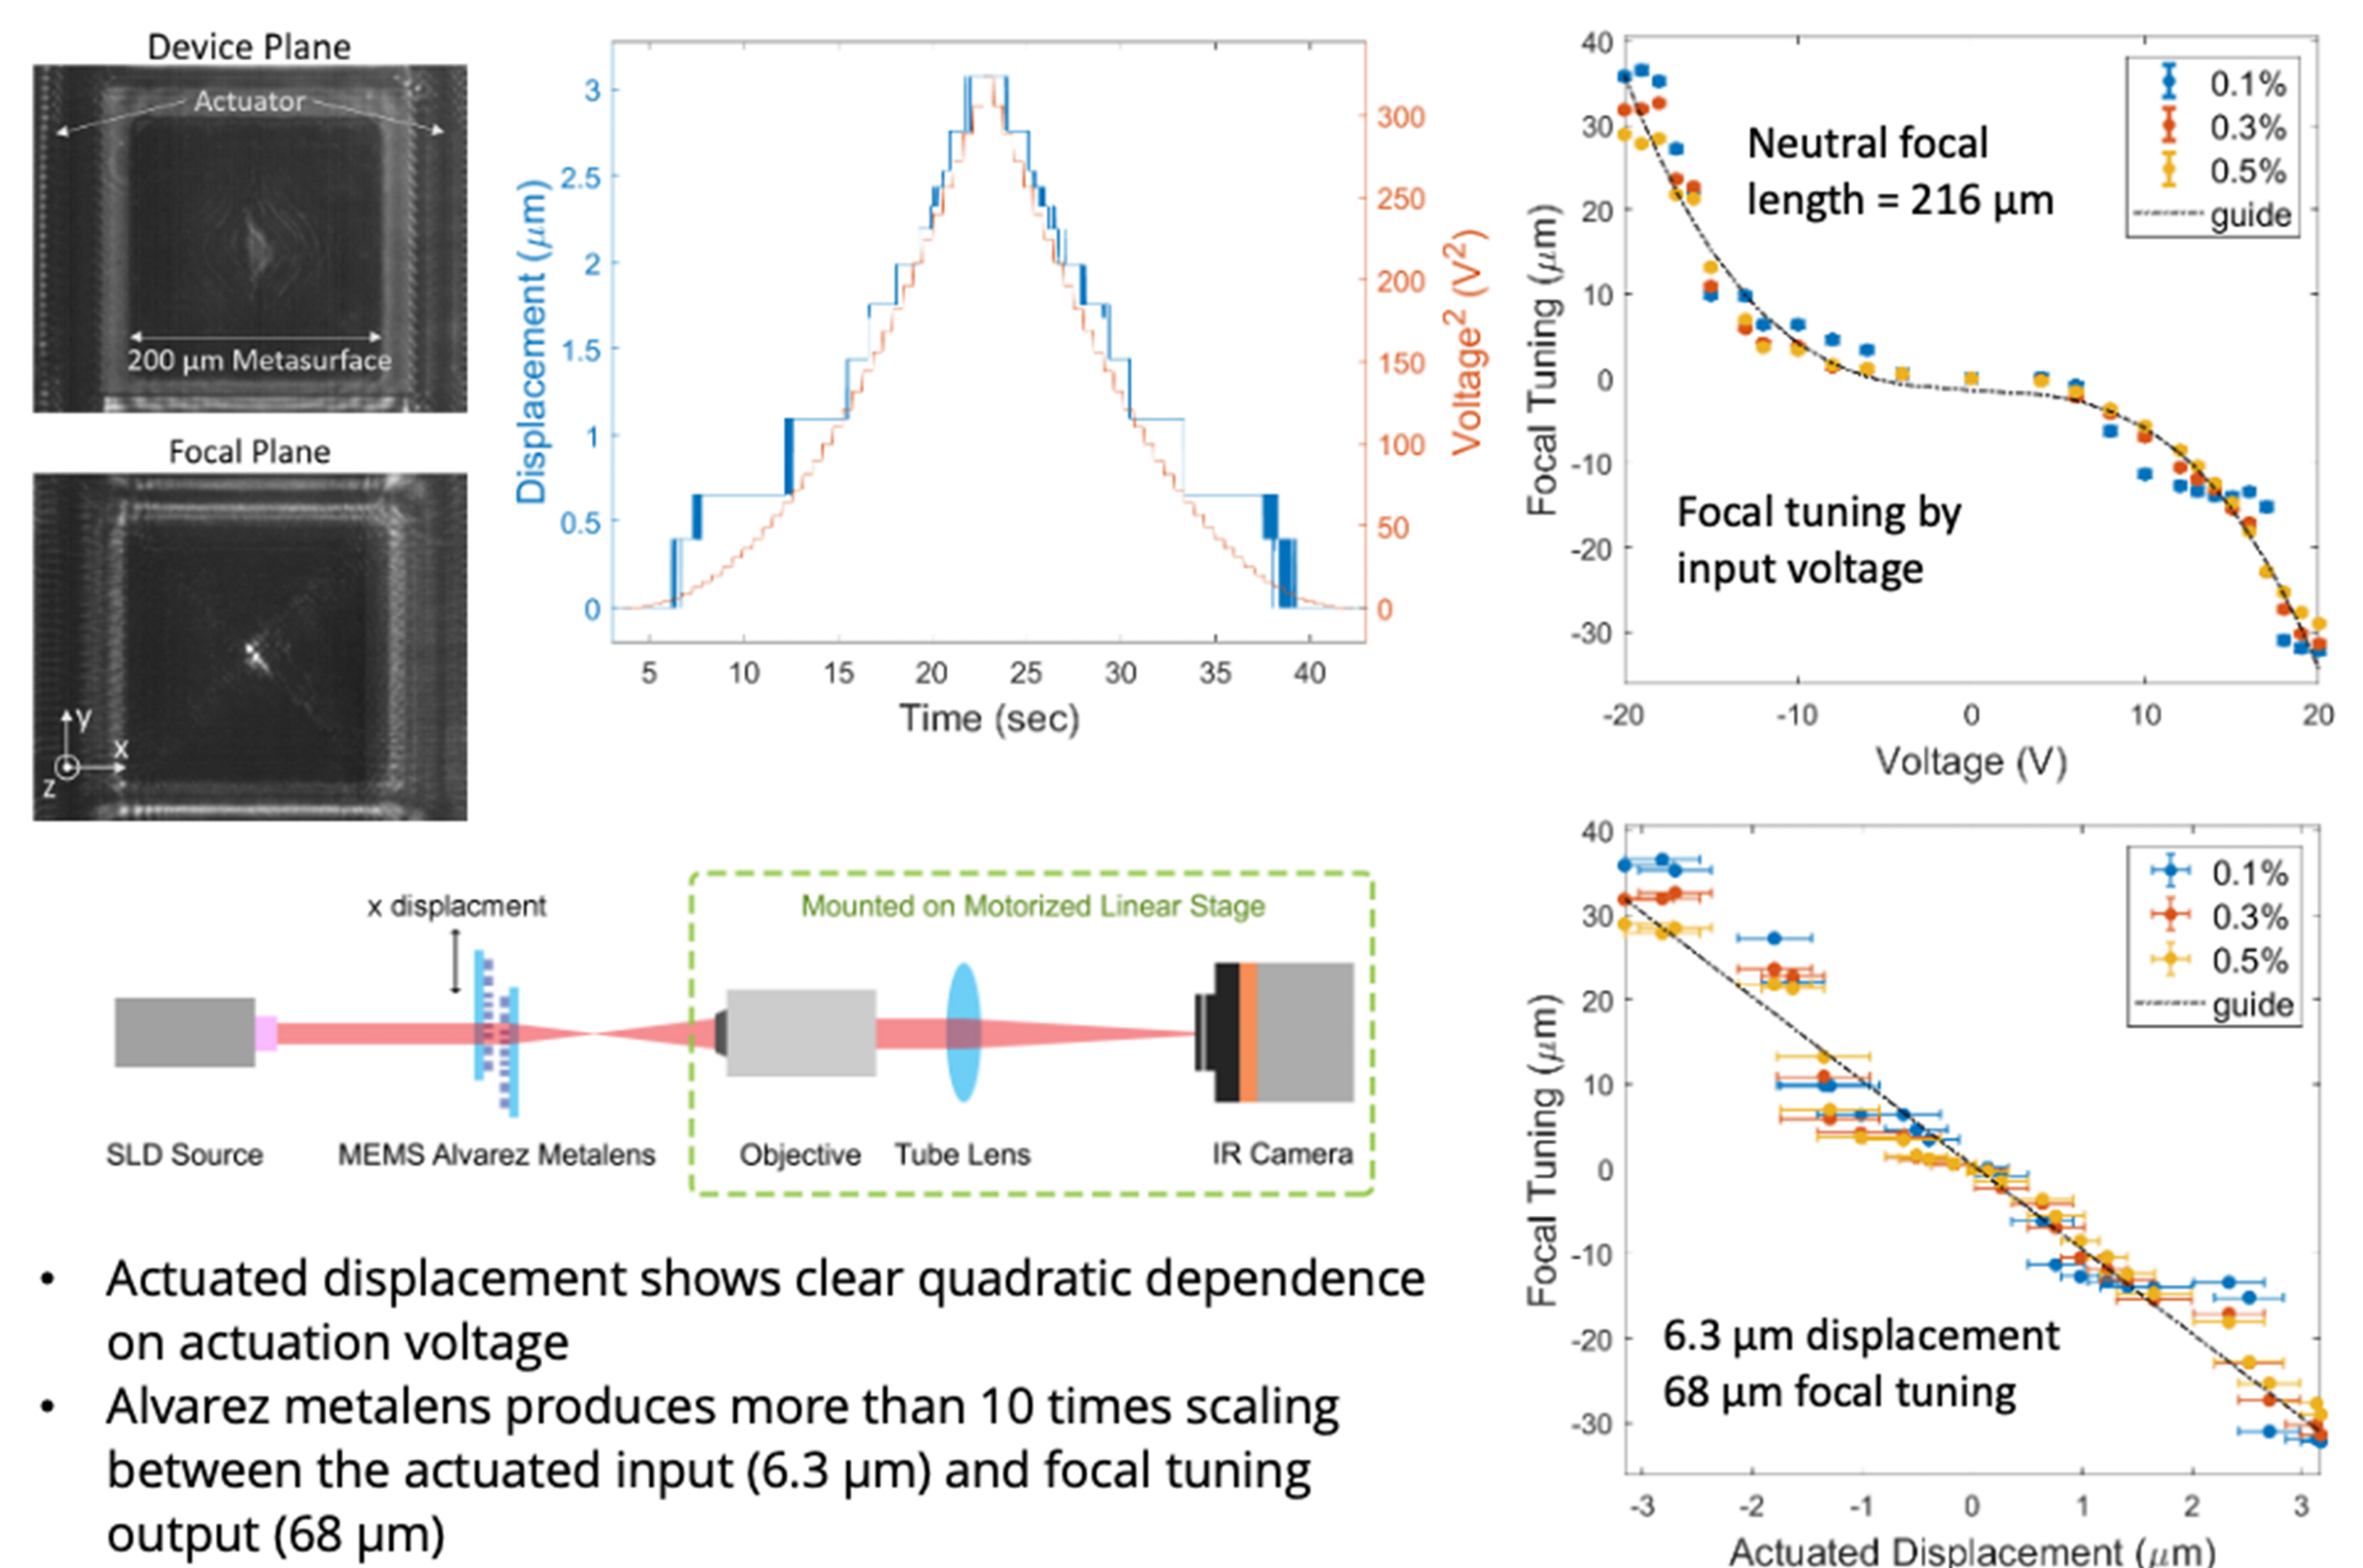 Device Plane
Actuator
200 μm Metasurface
Focal Plane
y
x
z
Displacement (μm)
3
2.5
2
1.5
1
0.5
0
300
250
200
150
100
50
0
Voltage² (V²)
5 10 15 20 25 30 35 40
Time (sec)
Focal Tuning (μm)
40
30
20
10
0
-10
-20
-30
Neutral focal
length = 216 μm
0.1%
0.3%
0.5%
guide
Focal tuning by
input voltage
-20 -10 0 10 20
Voltage (V)
x displacment
Mounted on Motorized Linear Stage
SLD Source
MEMS Alvarez Metalens
Objective
Tube Lens
IR Camera
Focal Tuning (μm)
40
30
20
10
0
-10
-20
-30
0.1%
0.3%
0.5%
guide
6.3 μm displacement
68 μm focal tuning
-3 -2 -1 0 1 2 3
Actuated Displacement (μm)
• Actuated displacement shows clear quadratic dependence
on actuation voltage
• Alvarez metalens produces more than 10 times scaling
between the actuated input (6.3 μm) and focal tuning
output (68 μm)